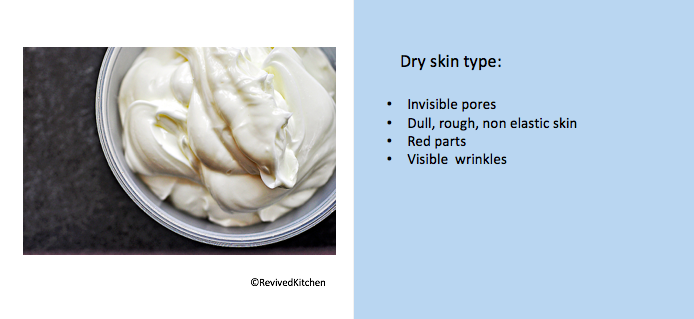 Dry skin type:
• Invisible pores
• Dull, rough, non elastic skin
• Red parts
• Visible wrinkles
©RevivedKitchen